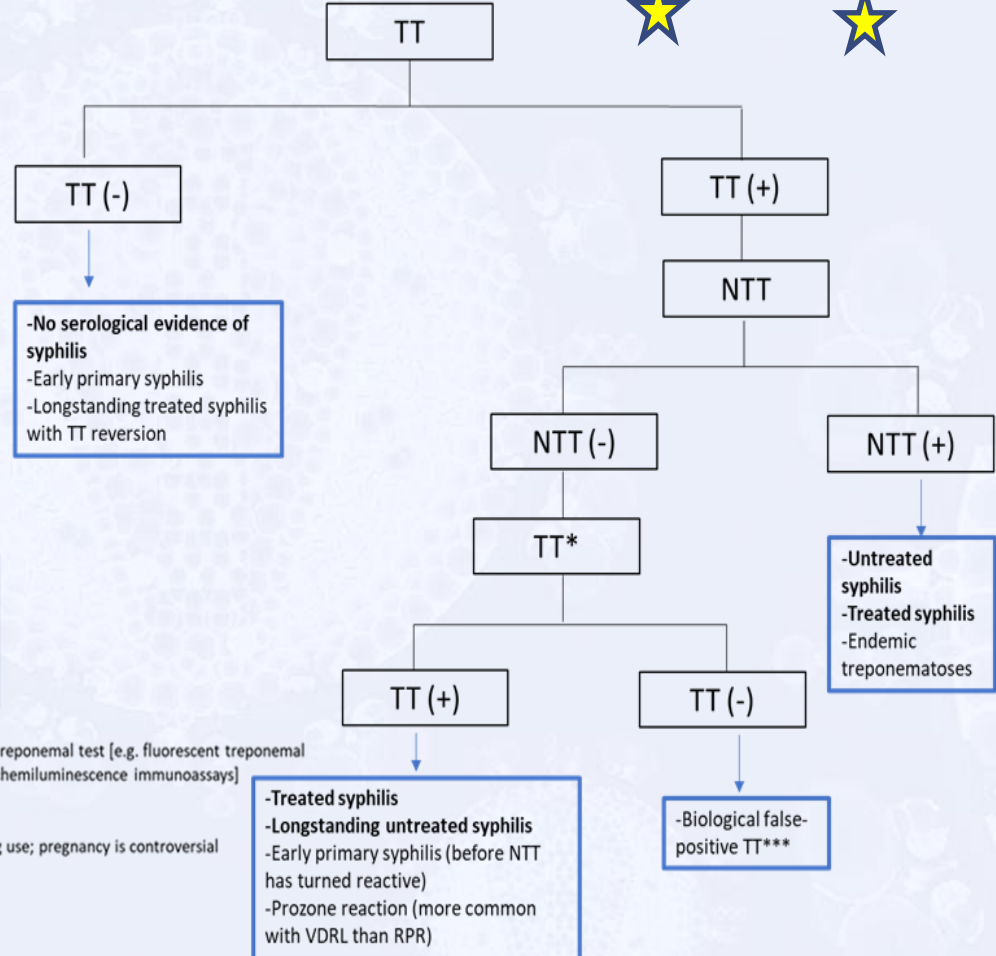 TT
TT (-)
TT (+)
NTT
-No serological evidence of
syphilis
-Early primary syphilis
-Longstanding treated syphilis
with TT reversion
NTT (-)
NTT (+)
TT*
-Untreated
syphilis
-Treated syphilis
-Endemic
treponematoses
TT (+)
TT (-)
reponemal test [e.g. fluorescent treponemal
hemiluminescence immunoassays]
use; pregnancy is controversial
-Treated syphilis
-Longstanding untreated syphilis
-Early primary syphilis (before NTT
has turned reactive)
-Prozone reaction (more common
with VDRL than RPR)
-Biological false-
positive TT***